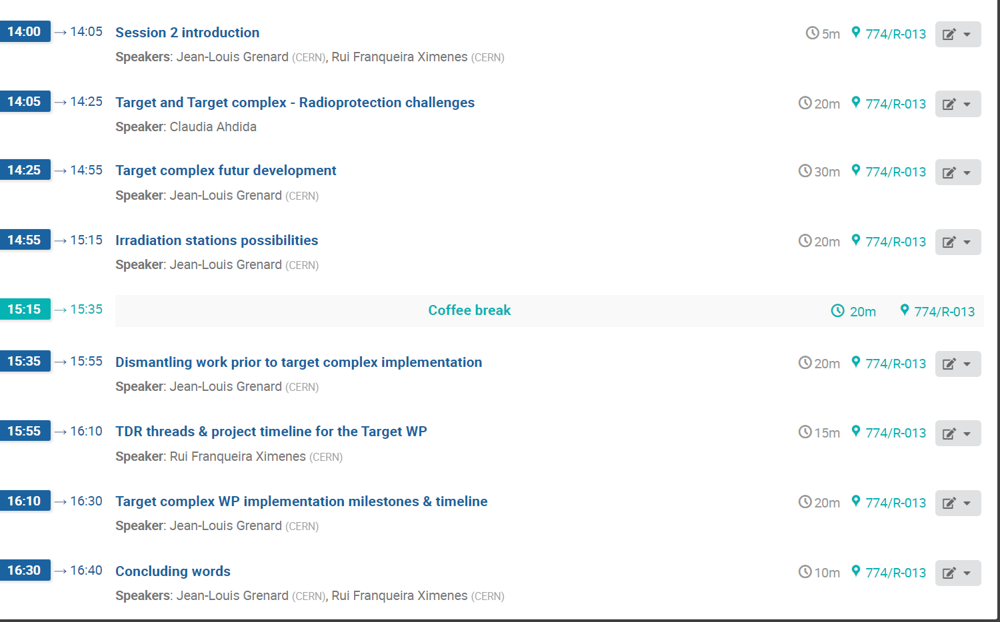 14:00 → 14:05 Session 2 introduction 5m 774/R-013
Speakers: Jean-Louis Grenard (CERN), Rui Franqueira Ximenes (CERN)
14:05 → 14:25 Target and Target complex - Radioprotection challenges 20m 774/R-013
Speaker: Claudia Ahdida
14:25 → 14:55 Target complex futur development 30m 774/R-013
Speaker: Jean-Louis Grenard (CERN)
14:55 → 15:15 Irradiation stations possibilities 20m 774/R-013
Speaker: Jean-Louis Grenard (CERN)
15:15 → 15:35 Coffee break 20m 774/R-013
15:35 → 15:55 Dismantling work prior to target complex implementation 20m 774/R-013
Speaker: Jean-Louis Grenard (CERN)
15:55 → 16:10 TDR threads & project timeline for the Target WP 15m 774/R-013
Speaker: Rui Franqueira Ximenes (CERN)
16:10 → 16:30 Target complex WP implementation milestones & timeline 20m 774/R-013
Speaker: Jean-Louis Grenard (CERN)
16:30 → 16:40 Concluding words 10m 774/R-013
Speakers: Jean-Louis Grenard (CERN), Rui Franqueira Ximenes (CERN)